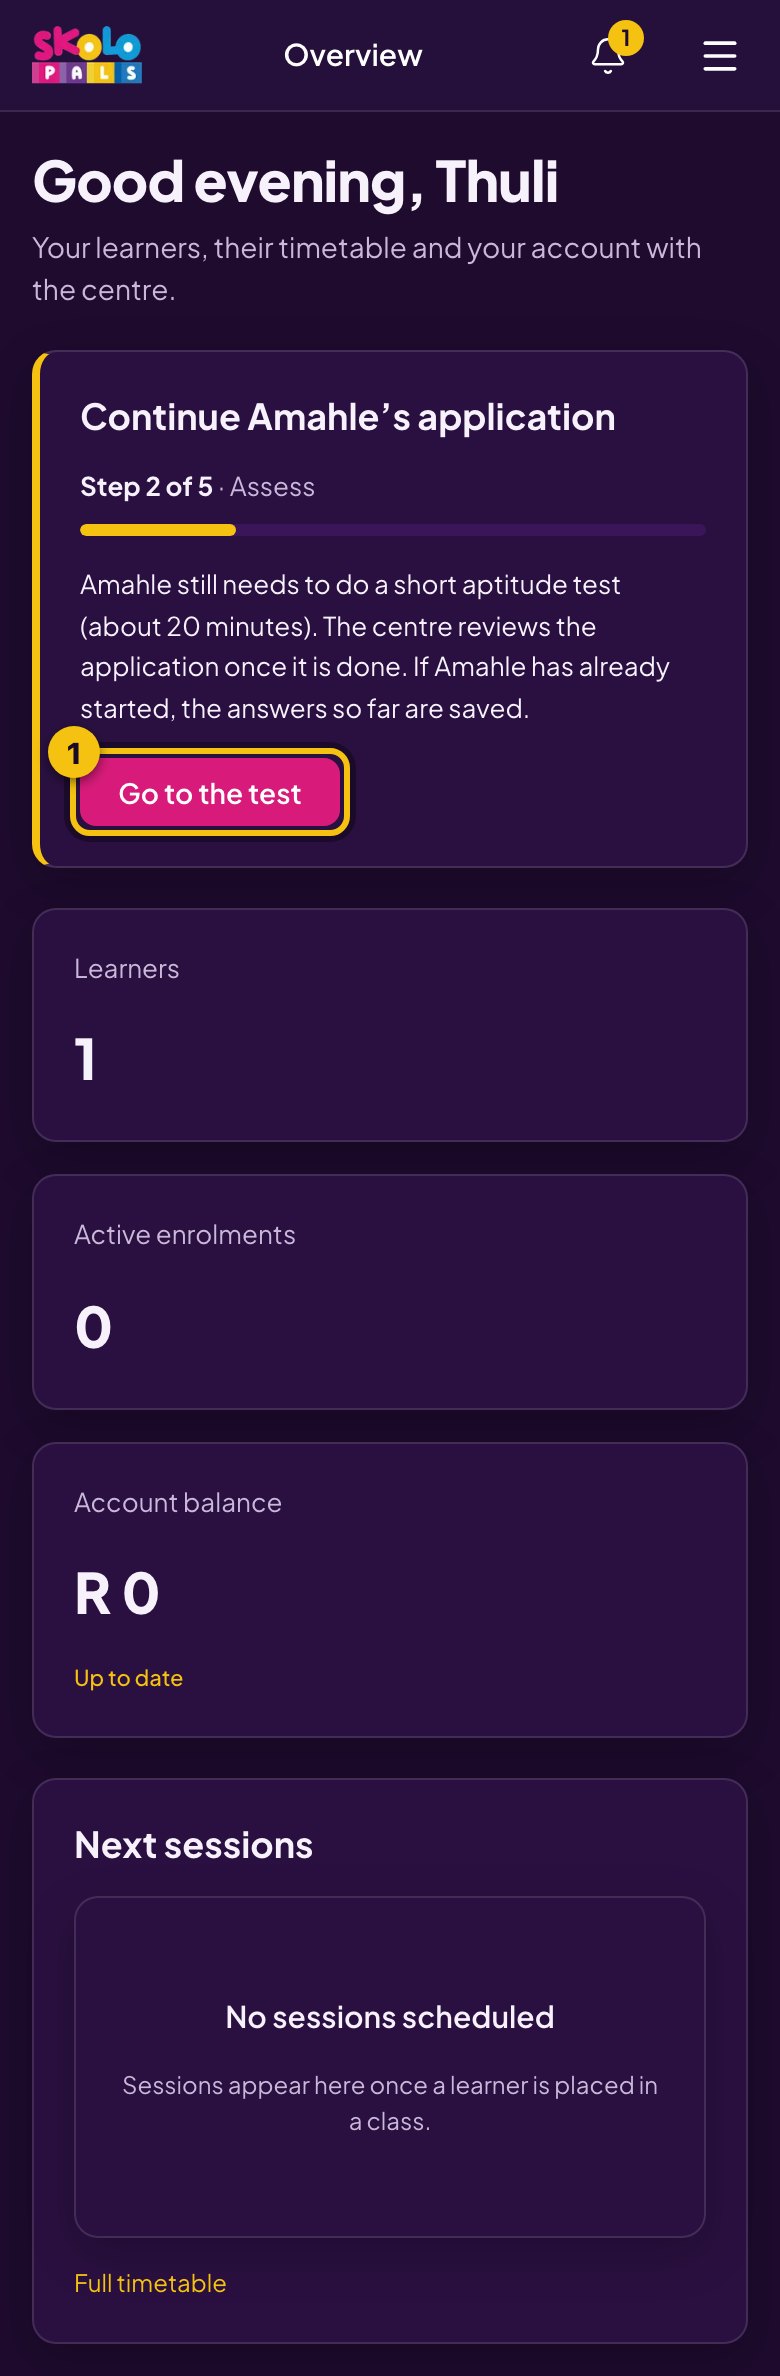 SKOLO
PALS
Overview
1
Good evening, Thuli
Your learners, their timetable and your account with
the centre.
Continue Amahle’s application
Step 2 of 5 · Assess
Amahle still needs to do a short aptitude test
(about 20 minutes). The centre reviews the
application once it is done. If Amahle has already
started, the answers so far are saved.
1
Go to the test
Learners
1
Active enrolments
0
Account balance
R 0
Up to date
Next sessions
No sessions scheduled
Sessions appear here once a learner is placed in
a class.
Full timetable